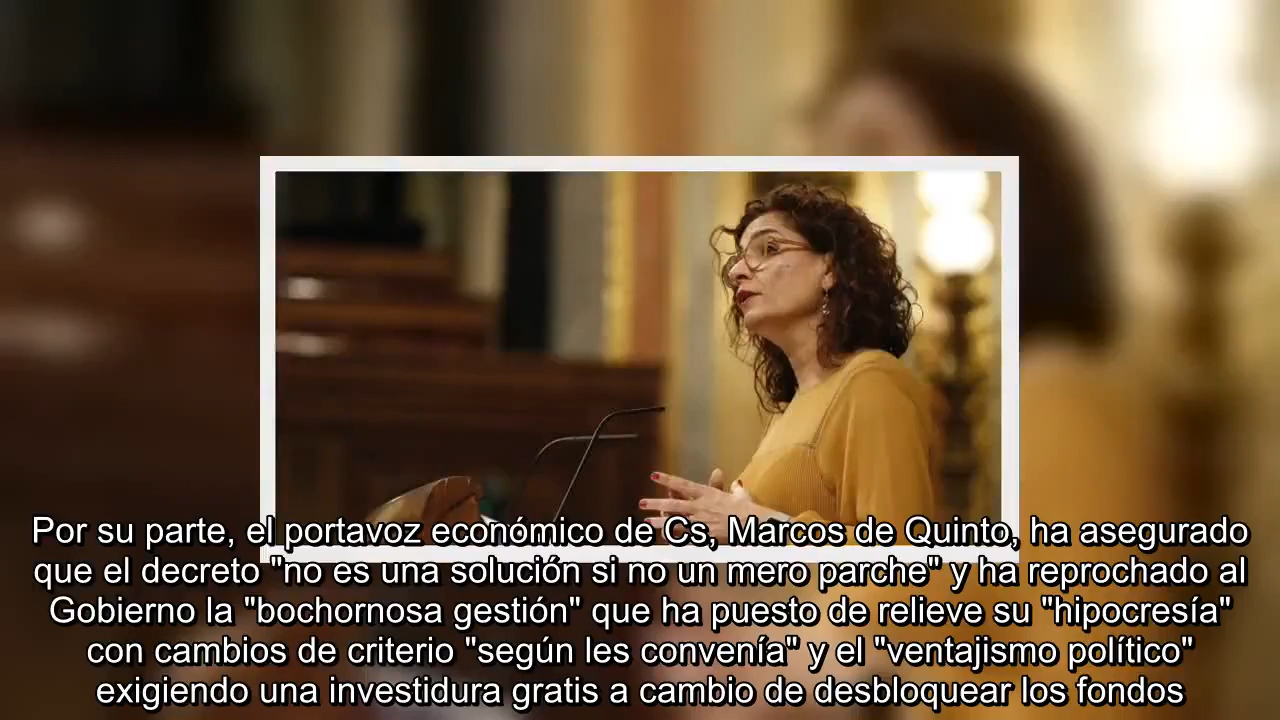 Por su parte, el portavoz económico de Cs, Marcos de Quinto, ha asegurado
que el decreto "no es una solución si no un mero parche" y ha reprochado al
Gobierno la "bochornosa gestión" que ha puesto de relieve su "hipocresía"
con cambios de criterio "según les convenía" y el "ventajismo político"
exigiendo una investidura gratis a cambio de desbloquear los fondos